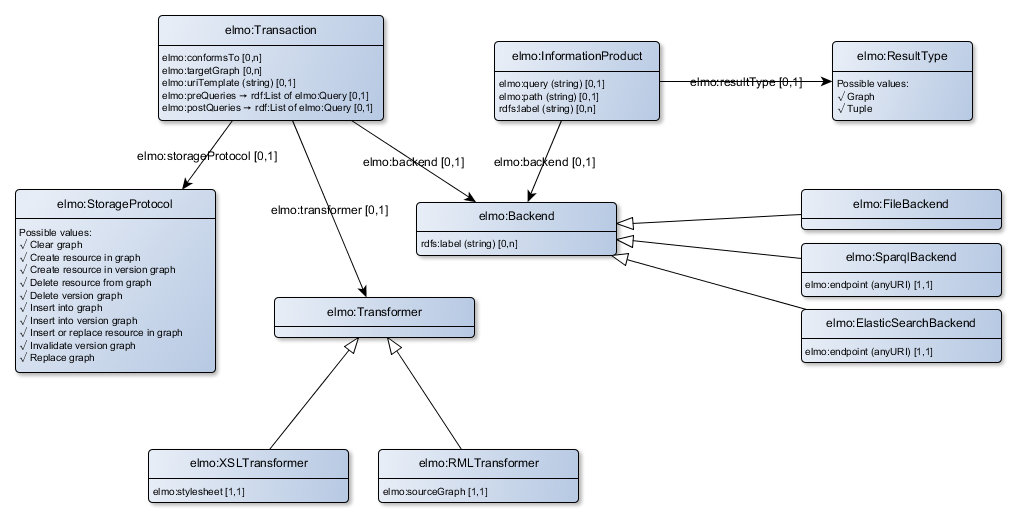 elmo:Transaction
elmo:conformsTo [0,n]
elmo:targetGraph [0,n]
elmo:uriTemplate (string) [0,1]
elmo:preQueries → rdf:List of elmo:Query [0,1]
elmo:postQueries → rdf:List of elmo:Query [0,1]
elmo:InformationProduct
elmo:query (string) [0,1]
elmo:path (string) [0,1]
rdfs:label (string) [0,n]
elmo:resultType [0,1]
elmo:ResultType
Possible values:
√ Graph
√ Tuple
elmo:storageProtocol [0,1]
elmo:backend [0,1]
elmo:backend [0,1]
elmo:transformer [0,1]
elmo:StorageProtocol
Possible values:
√ Clear graph
√ Create resource in graph
√ Create resource in version graph
√ Delete resource from graph
√ Delete version graph
√ Insert into graph
√ Insert into version graph
√ Insert or replace resource in graph
√ Invalidate version graph
√ Replace graph
elmo:Backend
rdfs:label (string) [0,n]
elmo:FileBackend
elmo:SparqlBackend
elmo:endpoint (anyURI) [1,1]
elmo:ElasticSearchBackend
elmo:endpoint (anyURI) [1,1]
elmo:Transformer
elmo:XSLTransformer
elmo:stylesheet [1,1]
elmo:RMLTransformer
elmo:sourceGraph [1,1]